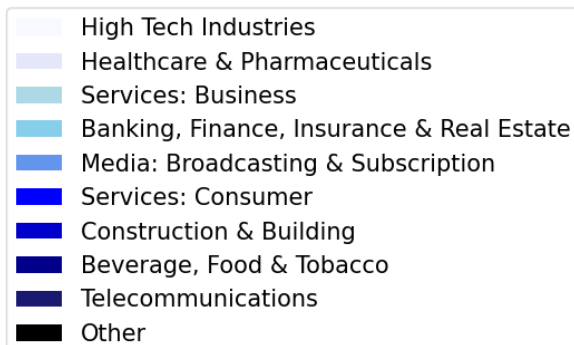 High Tech Industries
Healthcare & Pharmaceuticals
Services: Business
Banking, Finance, Insurance & Real Estate
Media: Broadcasting & Subscription
Services: Consumer
Construction & Building
Beverage, Food & Tobacco
Telecommunications
Other